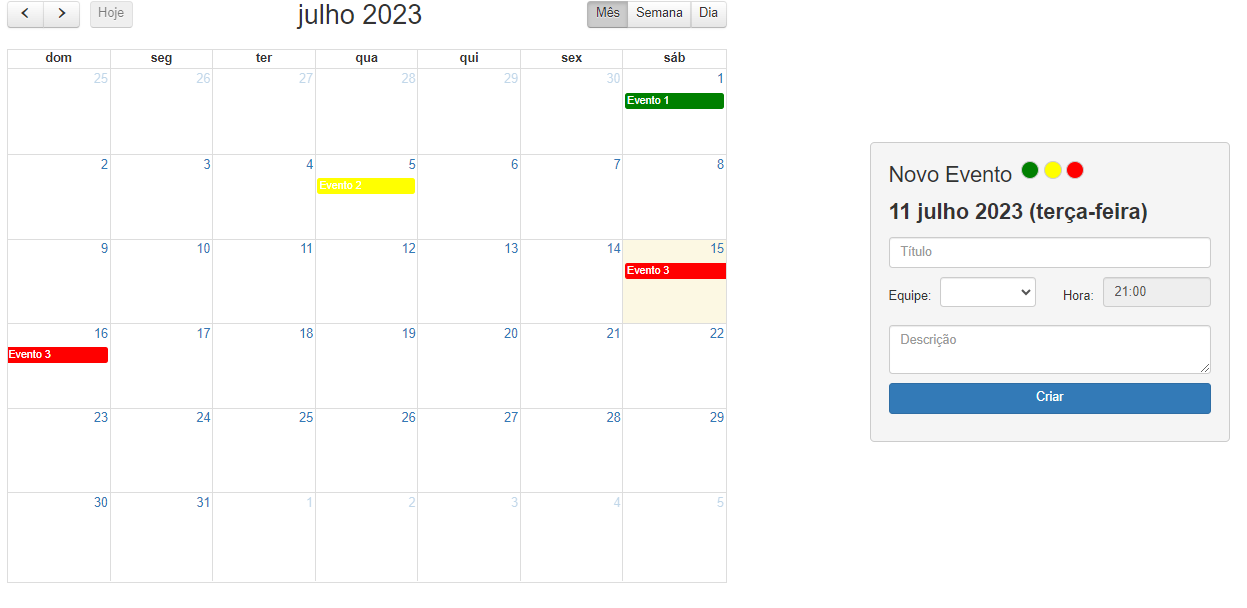 < > Hoje julho 2023 Mês Semana Dia
dom seg ter qua qui sex sáb
25 26 27 28 29 30 1
Evento 1
2 3 4 5 6 7 8
Evento 2
9 10 11 12 13 14 15
Evento 3
16 17 18 19 20 21 22
Evento 3
23 24 25 26 27 28 29
30 31 1 2 3 4 5
Novo Evento
11 julho 2023 (terça-feira)
Título
Equipe: Hora: 21:00
Descrição
Criar